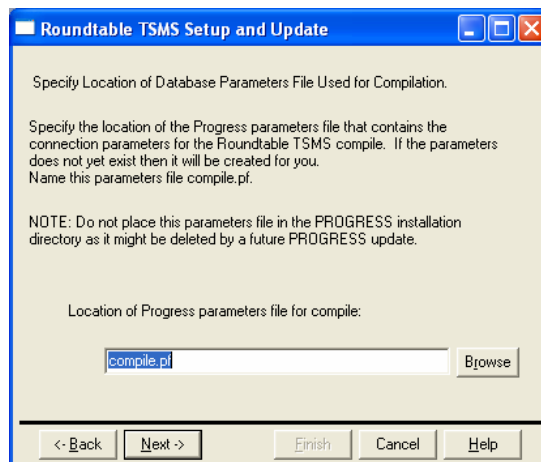 Roundtable TSMS Setup and Update
Specify Location of Database Parameters File Used for Compilation.
Specify the location of the Progress parameters file that contains the
connection parameters for the Roundtable TSMS compile. If the parameters
does not yet exist then it will be created for you.
Name this parameters file compile.pf.
NOTE: Do not place this parameters file in the PROGRESS installation
directory as it might be deleted by a future PROGRESS update.
Location of Progress parameters file for compile:
compile.pf
Browse
<- Back
Next ->
Finish
Cancel
Help